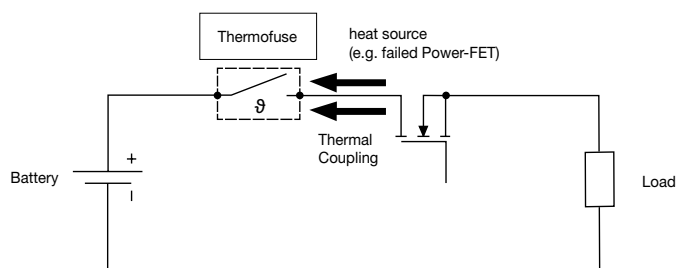 Thermofuse
heat source
(e.g. failed Power-FET)
ϑ
Thermal
Coupling
+
Battery
Load